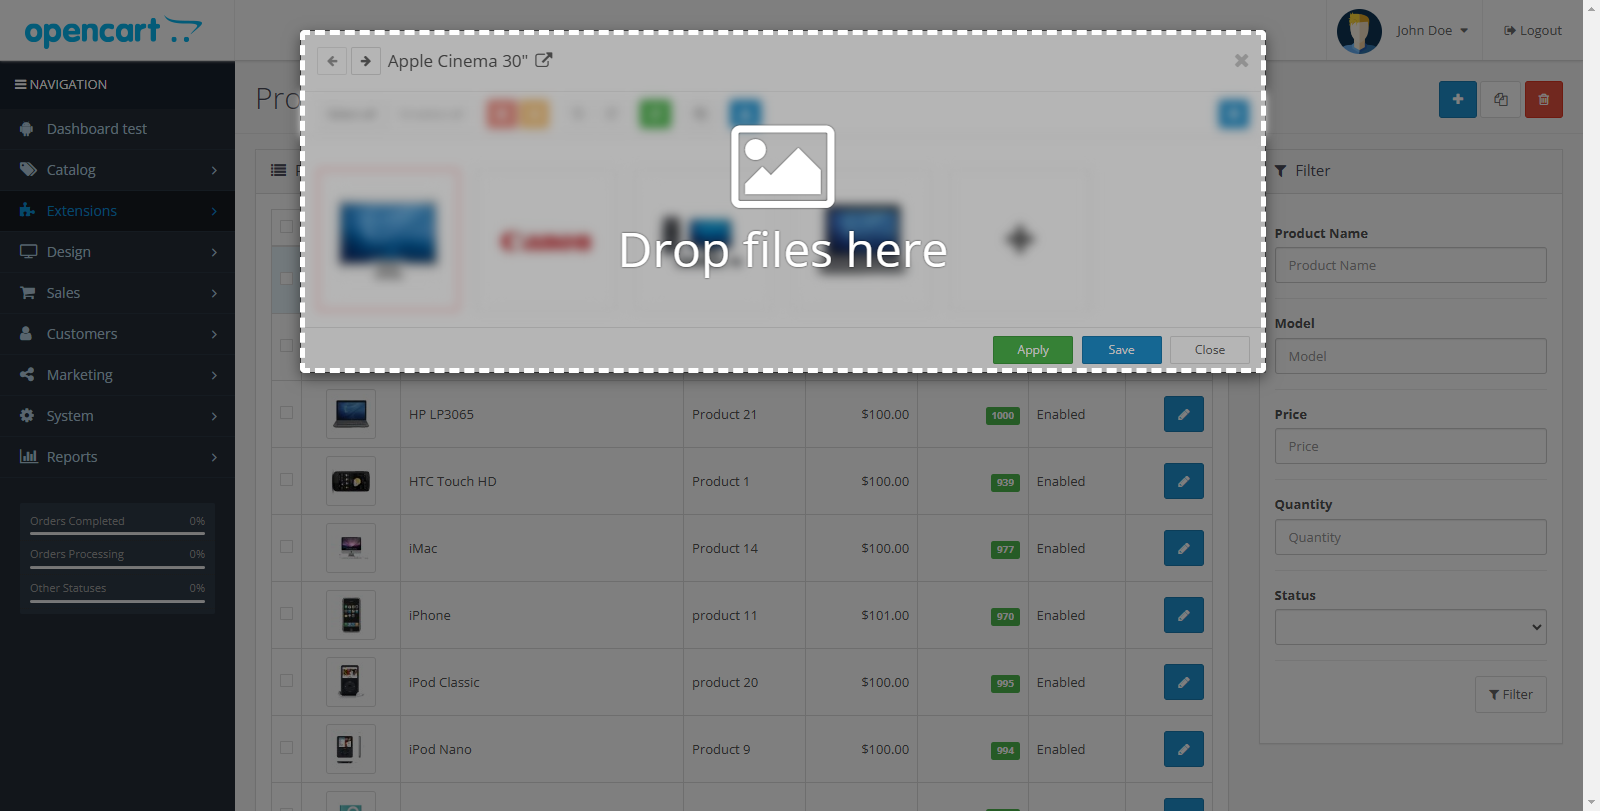 opencart
John Doe
Logout
NAVIGATION
Dashboard test
Catalog
Extensions
Design
Sales
Customers
Marketing
System
Reports
Orders Completed 0%
Orders Processing 0%
Other Statuses 0%
Pro
Apple Cinema 30"
Canon
Drop files here
Apply Save Close
HP LP3065 Product 21 $100.00 1000 Enabled
HTC Touch HD Product 1 $100.00 939 Enabled
iMac Product 14 $100.00 977 Enabled
iPhone product 11 $101.00 970 Enabled
iPod Classic product 20 $100.00 995 Enabled
iPod Nano Product 9 $100.00 994 Enabled
Filter
Product Name
Product Name
Model
Model
Price
Price
Quantity
Quantity
Status
Filter